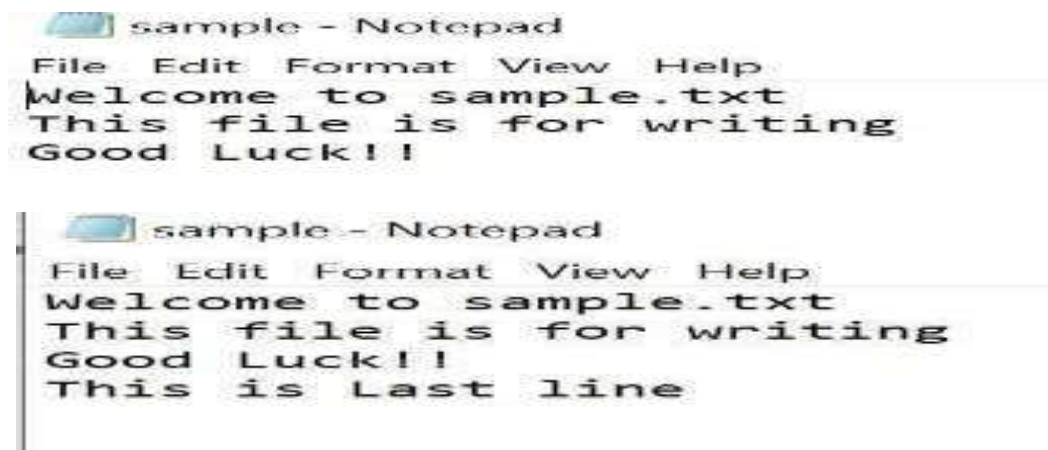 sample - Notepad
File Edit Format View Help
Welcome to sample.txt
This file is for writing
Good Luck!!
sample - Notepad
File Edit Format View Help
Welcome to sample.txt
This file is for writing
Good Luck!!
This is Last line